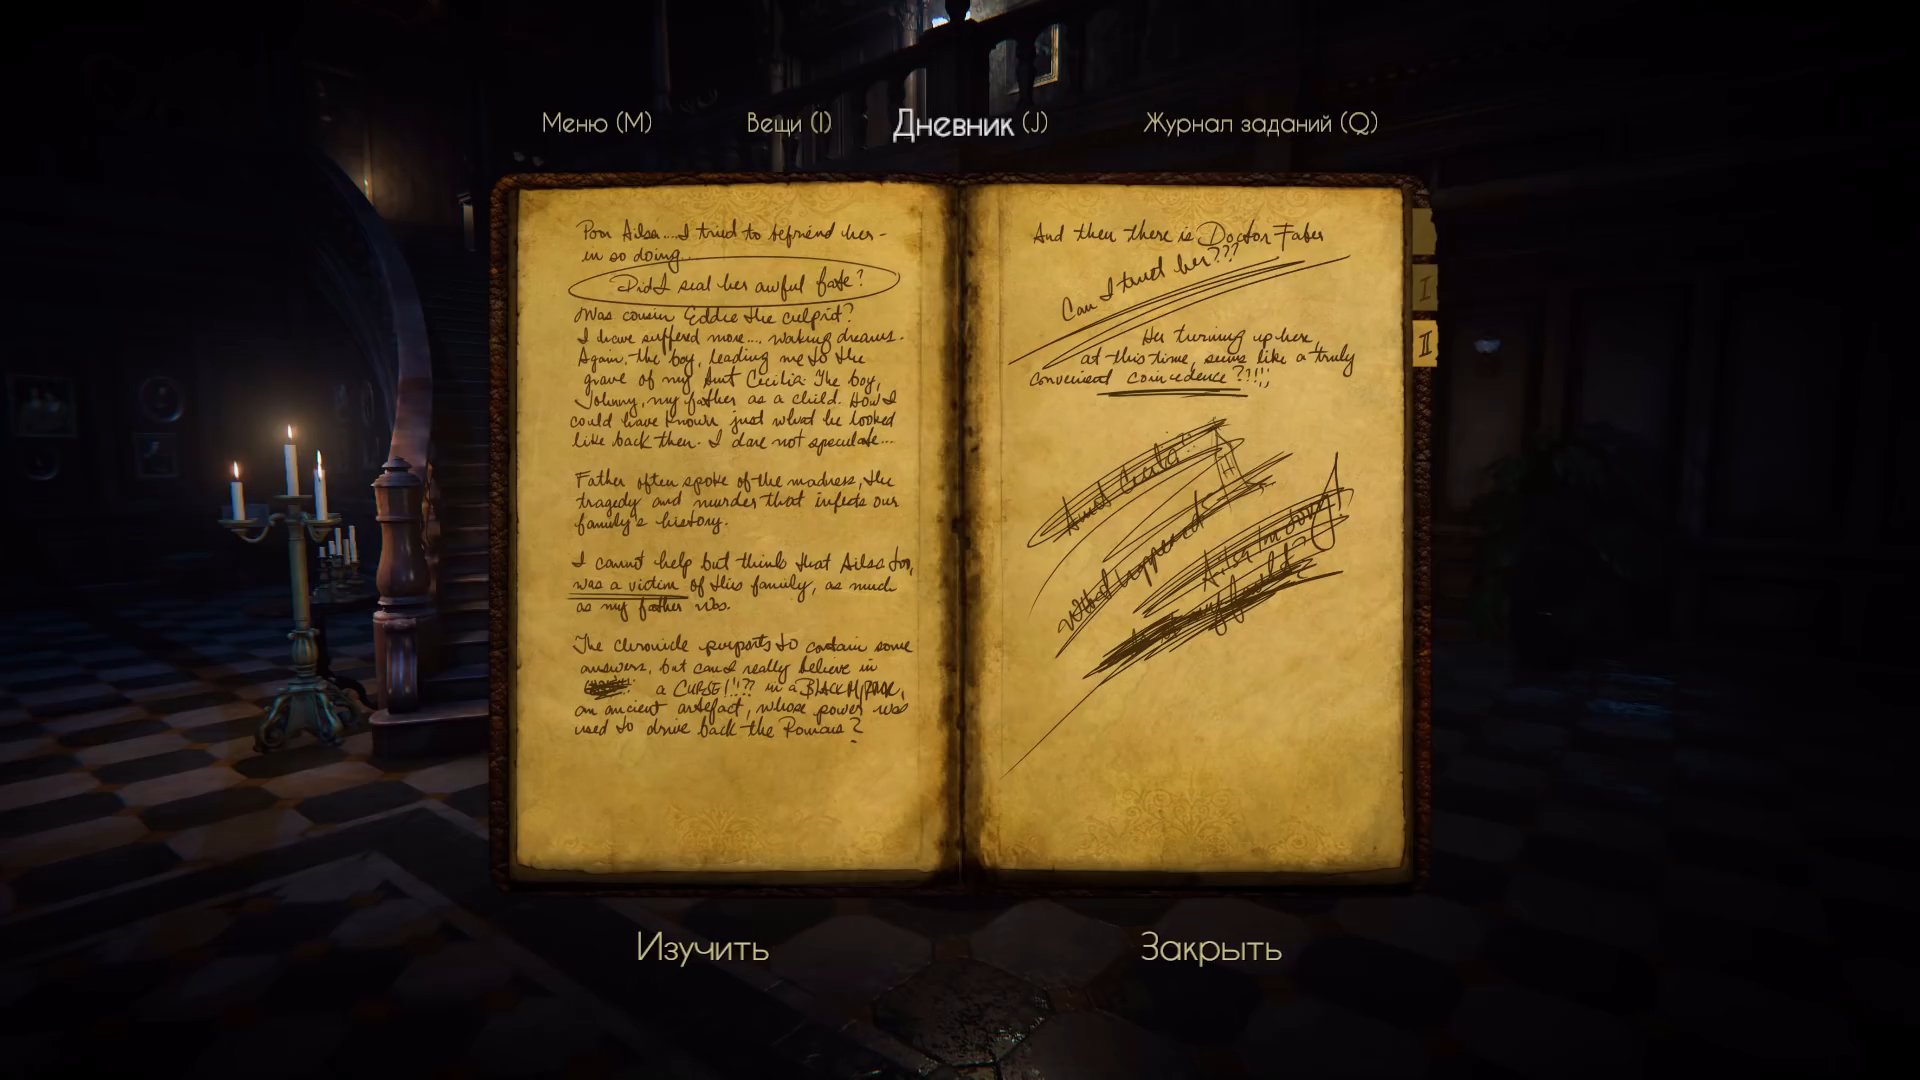 Меню (M)
Вещи (I)
Дневник (J)
Журнал заданий (Q)
Poor Ailsa....I tried to befriend her -
in so doing..
Did I seal her awful fate?
Was cousin Eddie the culprit?
I have suffered more..., waking dreams.
Again, the boy, leading me to the
grave of my Aunt Cecilia. The boy,
Johnny, my father as a child. How I
could have known just what he looked
like back then. I dare not speculate...
Father often spoke of the madness, the
tragedy and murder that infects our
family's history.
I cannot help but think that Ailsa too,
was a victim of this family, as much
as my father was.
The chronicle purports to contain some
answers, but can I really believe in
a CURSE!!?? in a BLACK MIRROR,
an ancient artefact, whose power was
used to drive back the Romans?
And then there is Doctor Faber
Can I trust her???
Her turning up here,
at this time, seems like a truly
convenient coincedence??!!;
Aunt Cecilia
What happened
I
II
Изучить
Закрыть